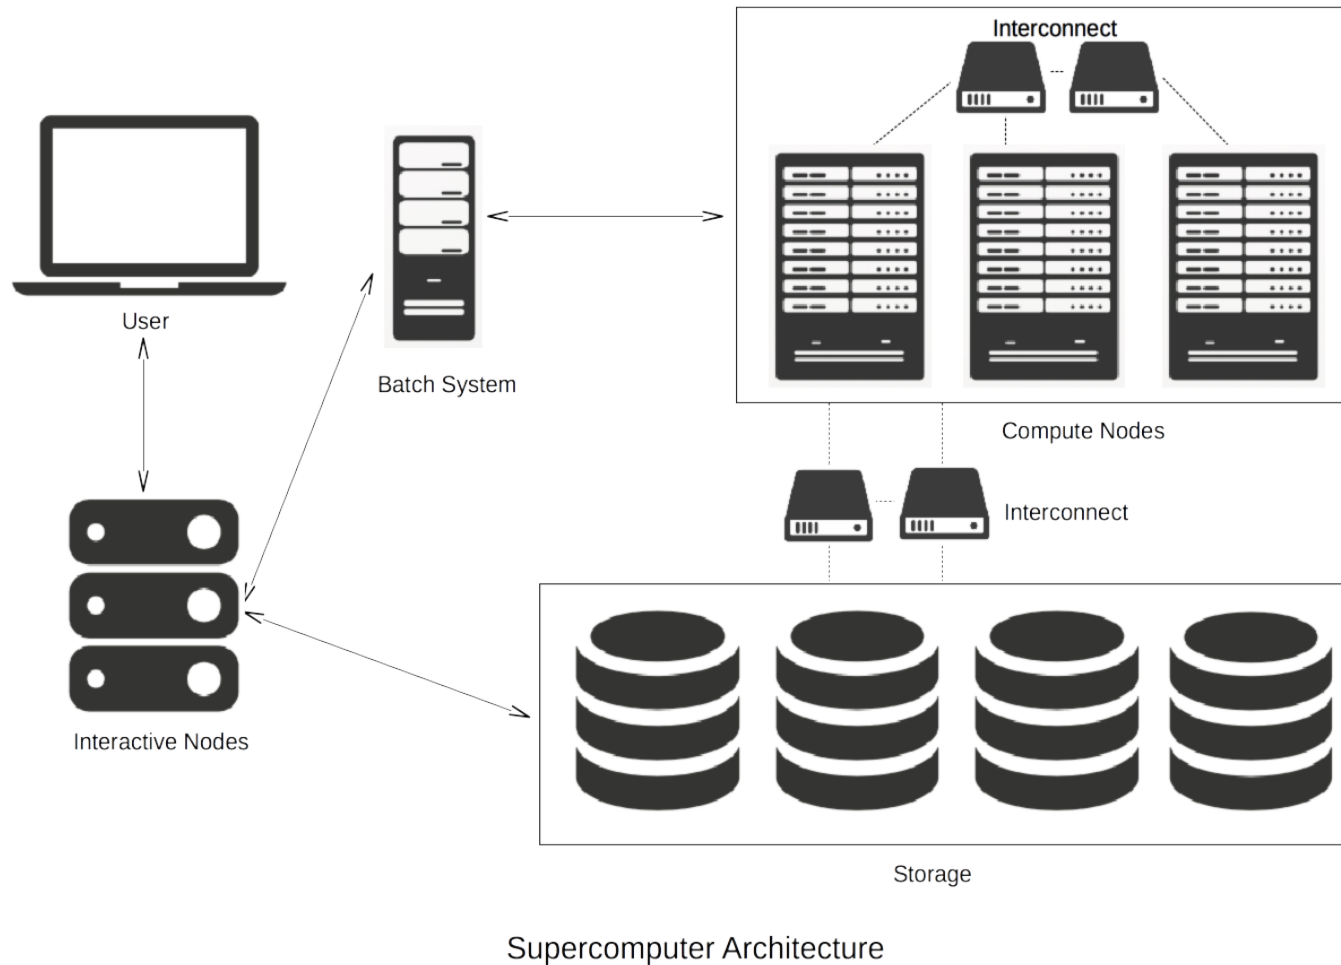 Interconnect
User
Batch System
Compute Nodes
Interconnect
Interactive Nodes
Storage
Supercomputer Architecture